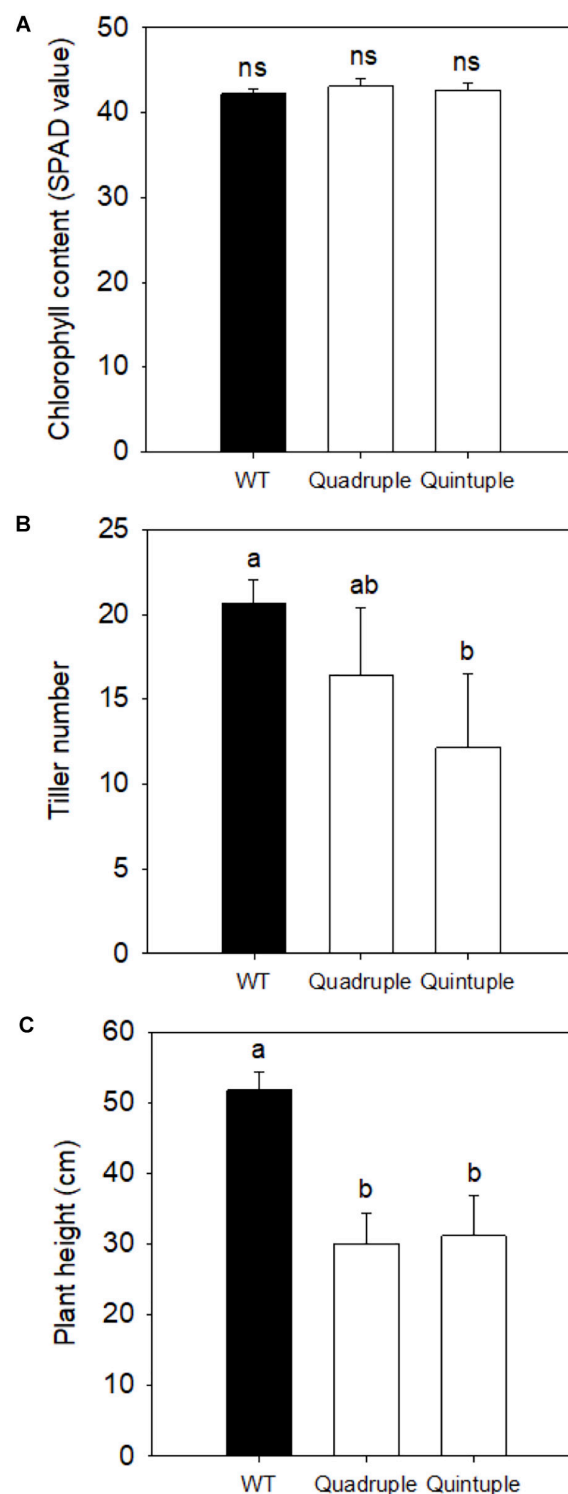 A
Chlorophyll content (SPAD value)
50
40
30
20
10
0
ns
ns
ns
WT
Quadruple
Quintuple
B
Tiller number
25
20
15
10
5
0
a
ab
b
WT
Quadruple
Quintuple
C
Plant height (cm)
60
50
40
30
20
10
0
a
b
b
WT
Quadruple
Quintuple